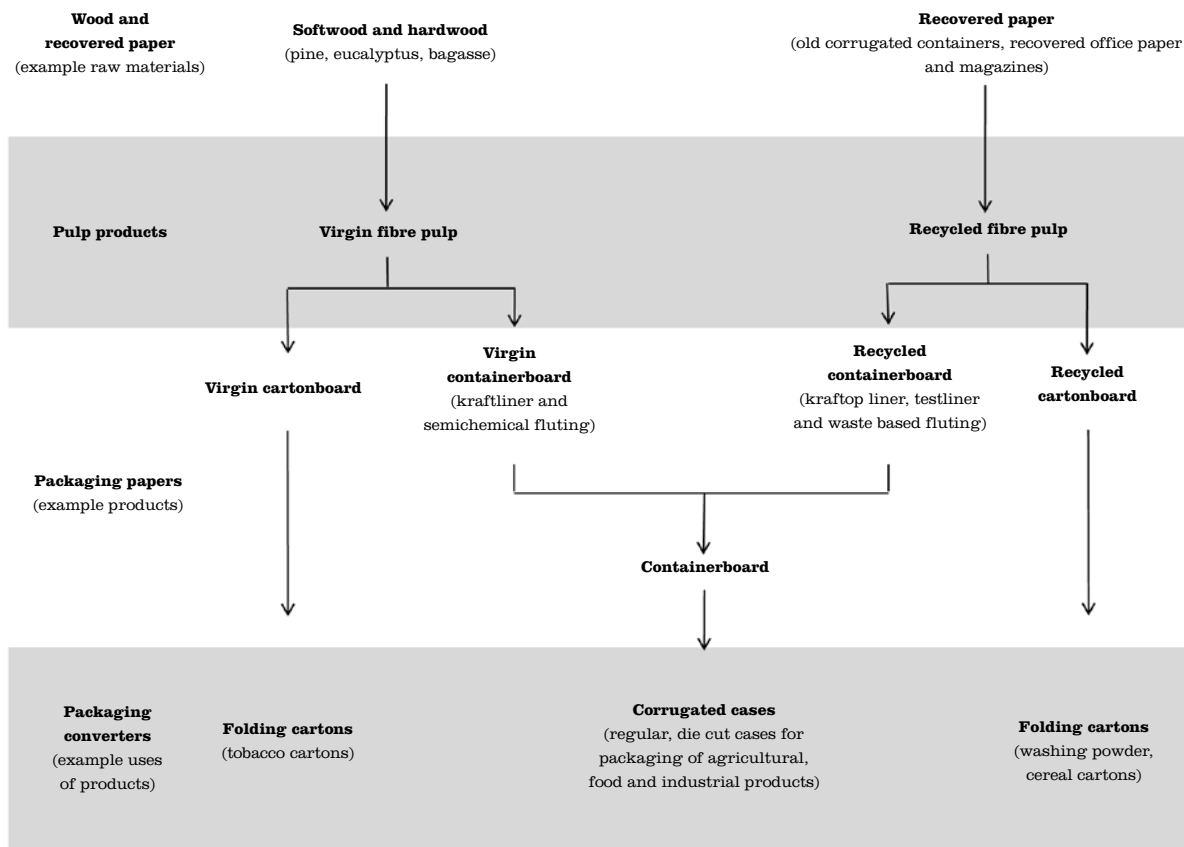 Wood and
recovered paper
(example raw materials)
Softwood and hardwood
(pine, eucalyptus, bagasse)
Recovered paper
(old corrugated containers, recovered office paper
and magazines)
Pulp products
Virgin fibre pulp
Recycled fibre pulp
Virgin cartonboard
Virgin
containerboard
(kraftliner and
semichemical fluting)
Recycled
containerboard
(kraftop liner, testliner
and waste based fluting)
Recycled
cartonboard
Packaging papers
(example products)
Containerboard
Packaging
converters
(example uses
of products)
Folding cartons
(tobacco cartons)
Corrugated cases
(regular, die cut cases for
packaging of agricultural,
food and industrial products)
Folding cartons
(washing powder,
cereal cartons)